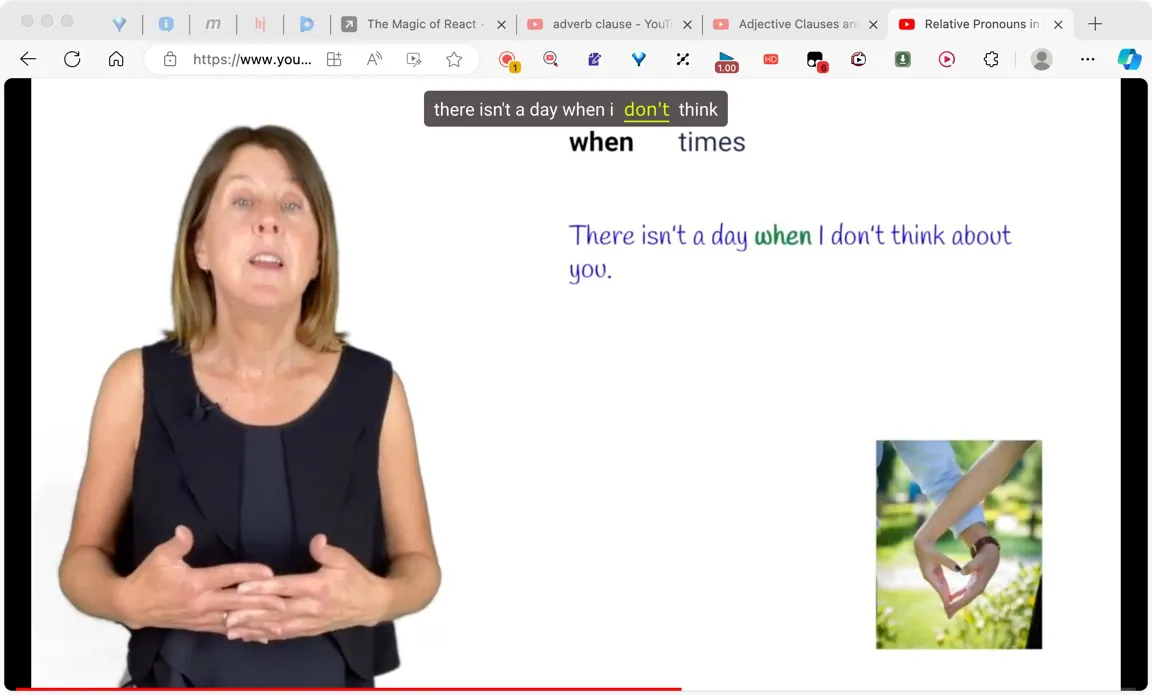 m
hj
The Magic of React
adverb clause - YouT
Adjective Clauses an
Relative Pronouns in
https://www.you...
1
1.00
HD
6
there isn't a day when i don't think
when times
There isn't a day when I don't think about
you.